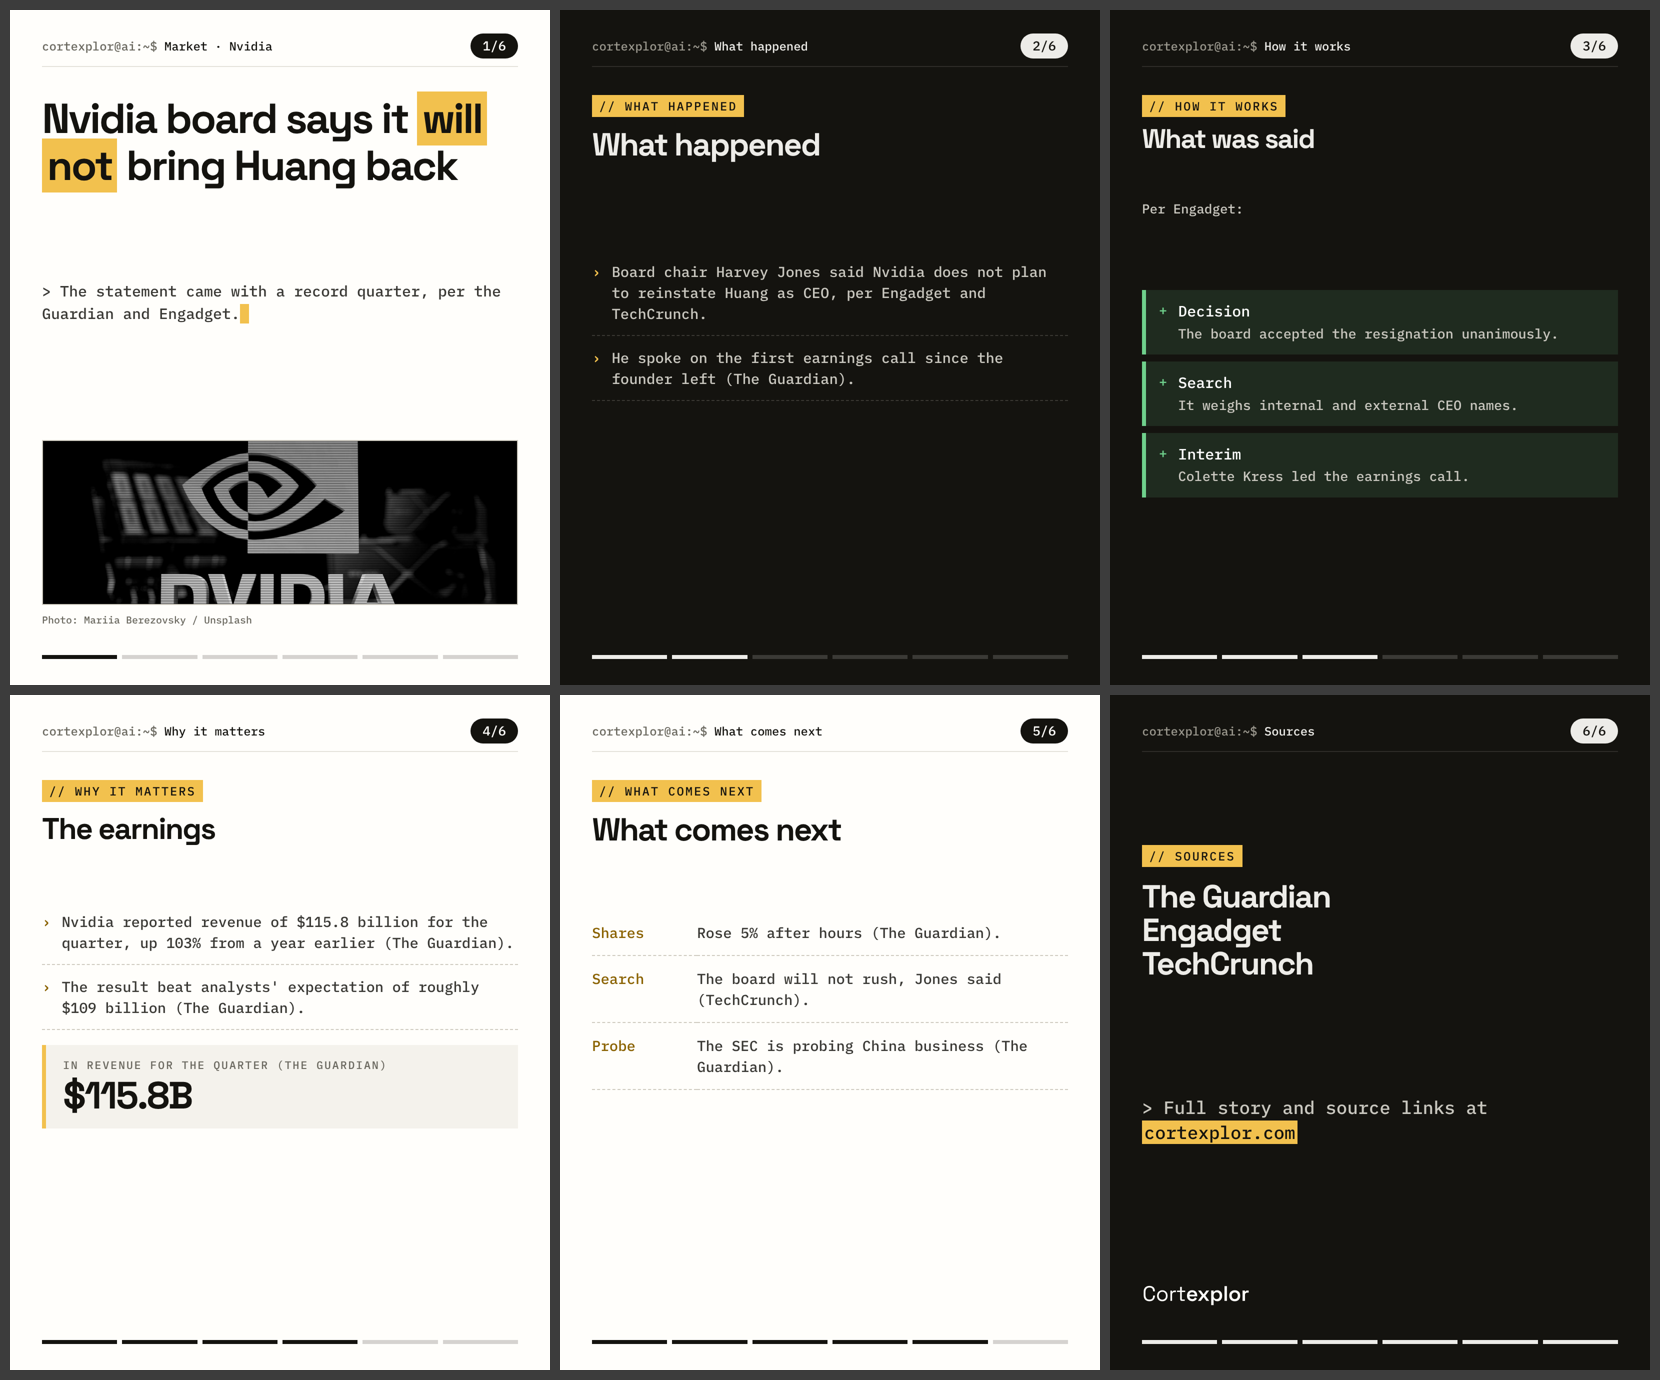 cortexplor@ai:~$ Market · Nvidia
1/6
Nvidia board says it will
not bring Huang back
> The statement came with a record quarter, per the
Guardian and Engadget.
NVIDIA
Photo: Mariia Berezovsky / Unsplash
cortexplor@ai:~$ What happened
2/6
// WHAT HAPPENED
What happened
› Board chair Harvey Jones said Nvidia does not plan
to reinstate Huang as CEO, per Engadget and
TechCrunch.
› He spoke on the first earnings call since the
founder left (The Guardian).
cortexplor@ai:~$ How it works
3/6
// HOW IT WORKS
What was said
Per Engadget:
+ Decision
The board accepted the resignation unanimously.
+ Search
It weighs internal and external CEO names.
+ Interim
Colette Kress led the earnings call.
cortexplor@ai:~$ Why it matters
4/6
// WHY IT MATTERS
The earnings
› Nvidia reported revenue of $115.8 billion for the
quarter, up 103% from a year earlier (The Guardian).
› The result beat analysts' expectation of roughly
$109 billion (The Guardian).
IN REVENUE FOR THE QUARTER (THE GUARDIAN)
$115.8B
cortexplor@ai:~$ What comes next
5/6
// WHAT COMES NEXT
What comes next
Shares Rose 5% after hours (The Guardian).
Search The board will not rush, Jones said
(TechCrunch).
Probe The SEC is probing China business (The
Guardian).
cortexplor@ai:~$ Sources
6/6
// SOURCES
The Guardian
Engadget
TechCrunch
> Full story and source links at
cortexplor.com
Cortexplor